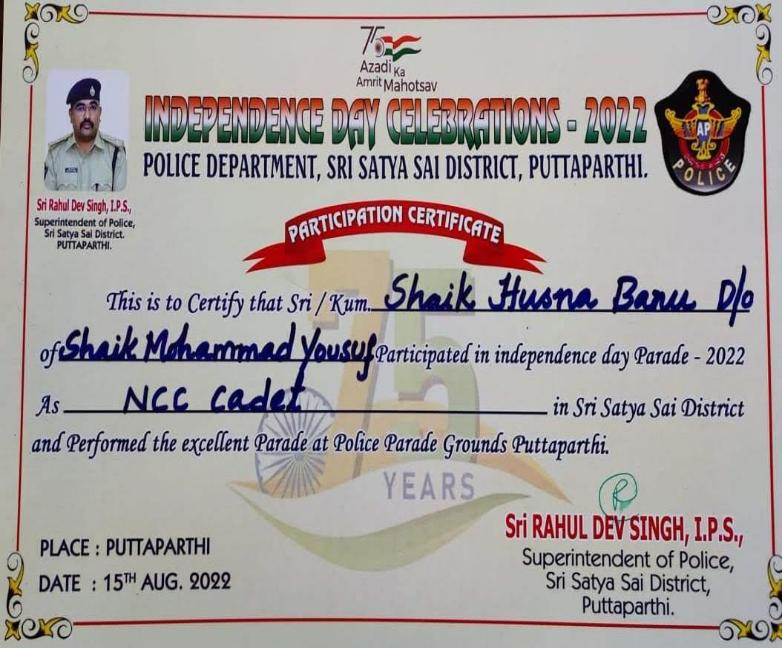 75
Azadi Ka
Amrit Mahotsav
INDEPENDENCE DAY CELEBRATIONS - 2022
POLICE DEPARTMENT, SRI SATYA SAI DISTRICT, PUTTAPARTHI.
AP
POLICE
Sri Rahul Dev Singh, I.P.S.,
Superintendent of Police,
Sri Satya Sai District.
PUTTAPARTHI.
PARTICIPATION CERTIFICATE
This is to Certify that Sri / Kum. Shaik Husna Banu D/o
of Shaik Mohammad Yousuf Participated in independence day Parade - 2022
As NCC Cadet in Sri Satya Sai District
and Performed the excellent Parade at Police Parade Grounds Puttaparthi.
75
YEARS
PLACE : PUTTAPARTHI
DATE : 15TH AUG. 2022
Sri RAHUL DEV SINGH, I.P.S.,
Superintendent of Police,
Sri Satya Sai District,
Puttaparthi.